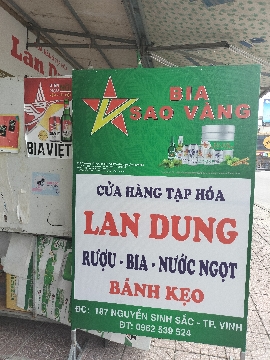 Lan D
BIA VIỆT
BIA
SAO VÀNG
CỬA HÀNG TẠP HÓA
LAN DUNG
RƯỢU - BIA - NƯỚC NGỌT
BÁNH KẸO
ĐC: 187 NGUYỄN SINH SẮC - TP. VINH
ĐT: 0962 539 524